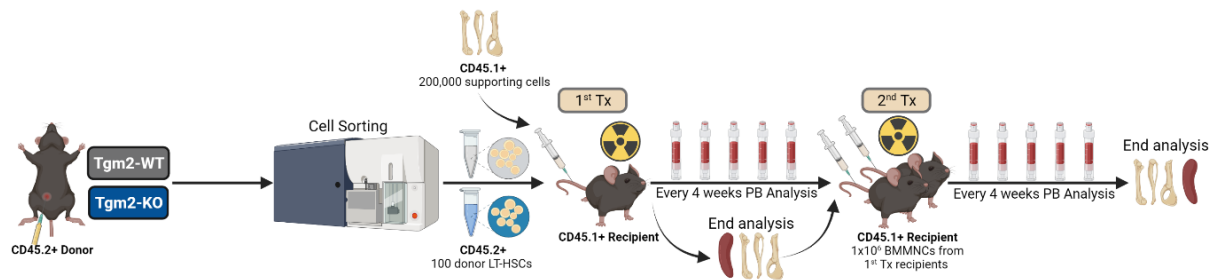 Tgm2-WT
Tgm2-KO
CD45.2+ Donor
Cell Sorting
CD45.1+
200,000 supporting cells
CD45.2+
100 donor LT-HSCs
1st Tx
CD45.1+ Recipient
Every 4 weeks PB Analysis
End analysis
2nd Tx
CD45.1+ Recipient
1x10⁶ BMMNCs from
1st Tx recipients
Every 4 weeks PB Analysis
End analysis